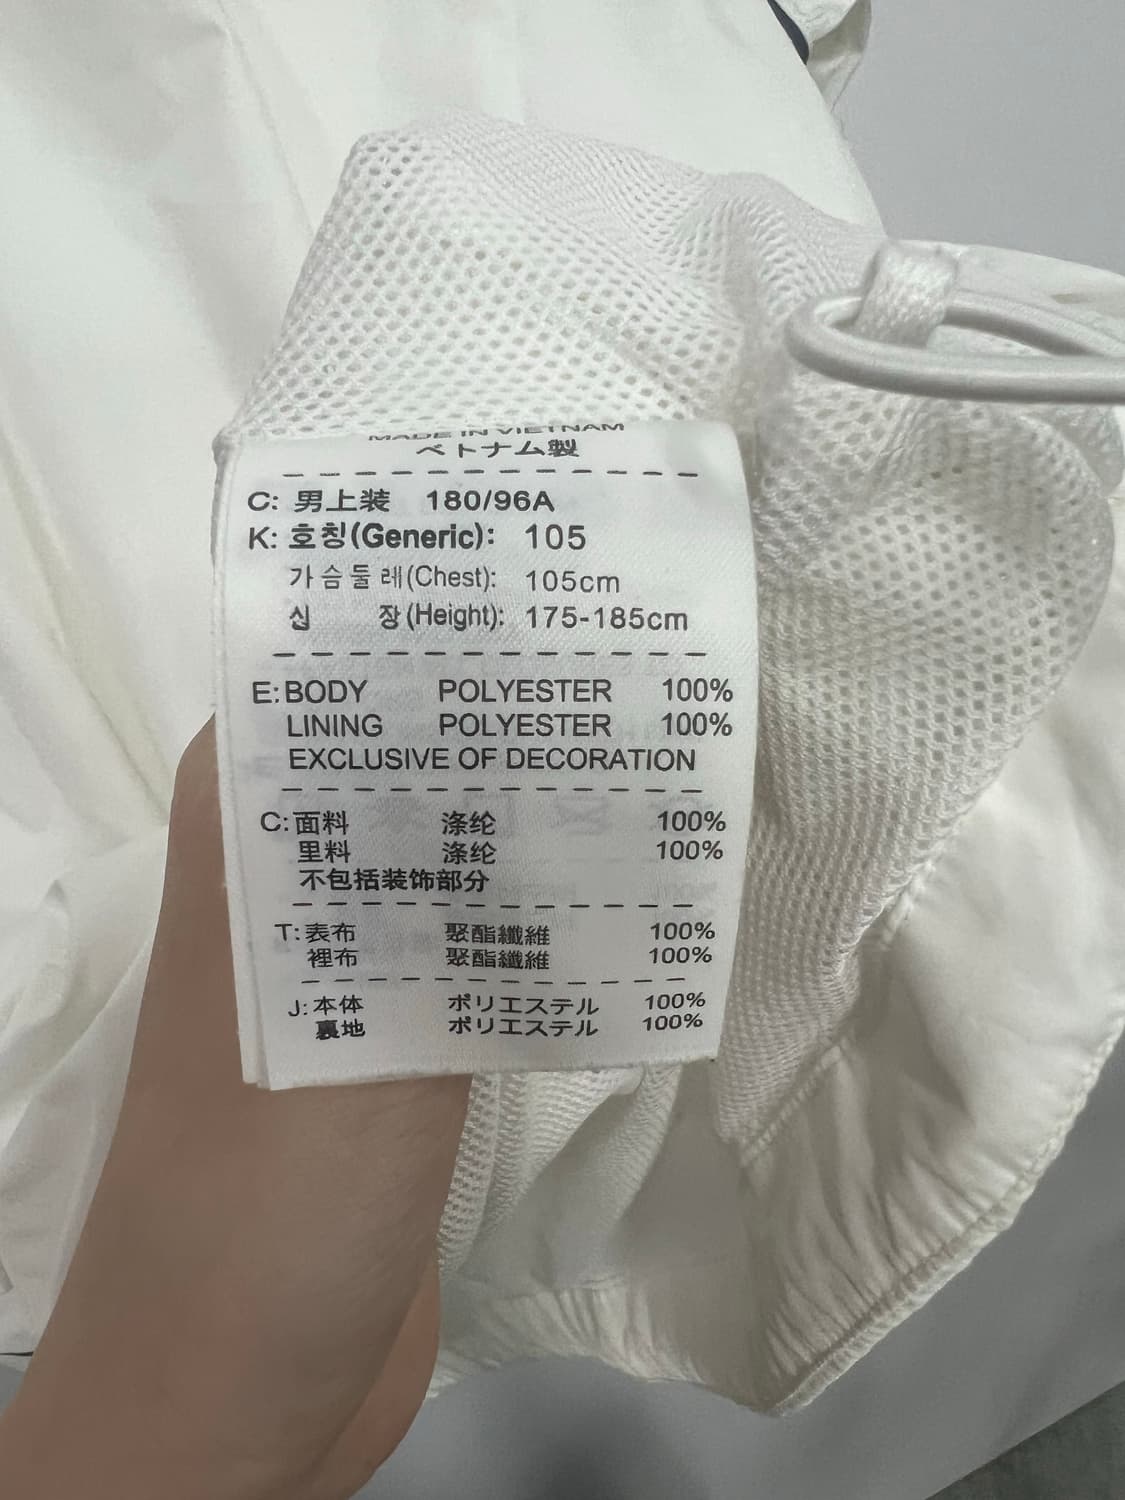 MADE IN VIETNAM
ベトナム製
C: 男上装 180/96A
K: 호칭(Generic): 105
가슴둘레(Chest): 105cm
신 장(Height): 175-185cm
E: BODY POLYESTER 100%
LINING POLYESTER 100%
EXCLUSIVE OF DECORATION
C: 面料 涤纶 100%
里料 涤纶 100%
不包括装饰部分
T: 表布 聚酯纖維 100%
裡布 聚酯纖維 100%
J: 本体 ポリエステル 100%
裏地 ポリエステル 100%